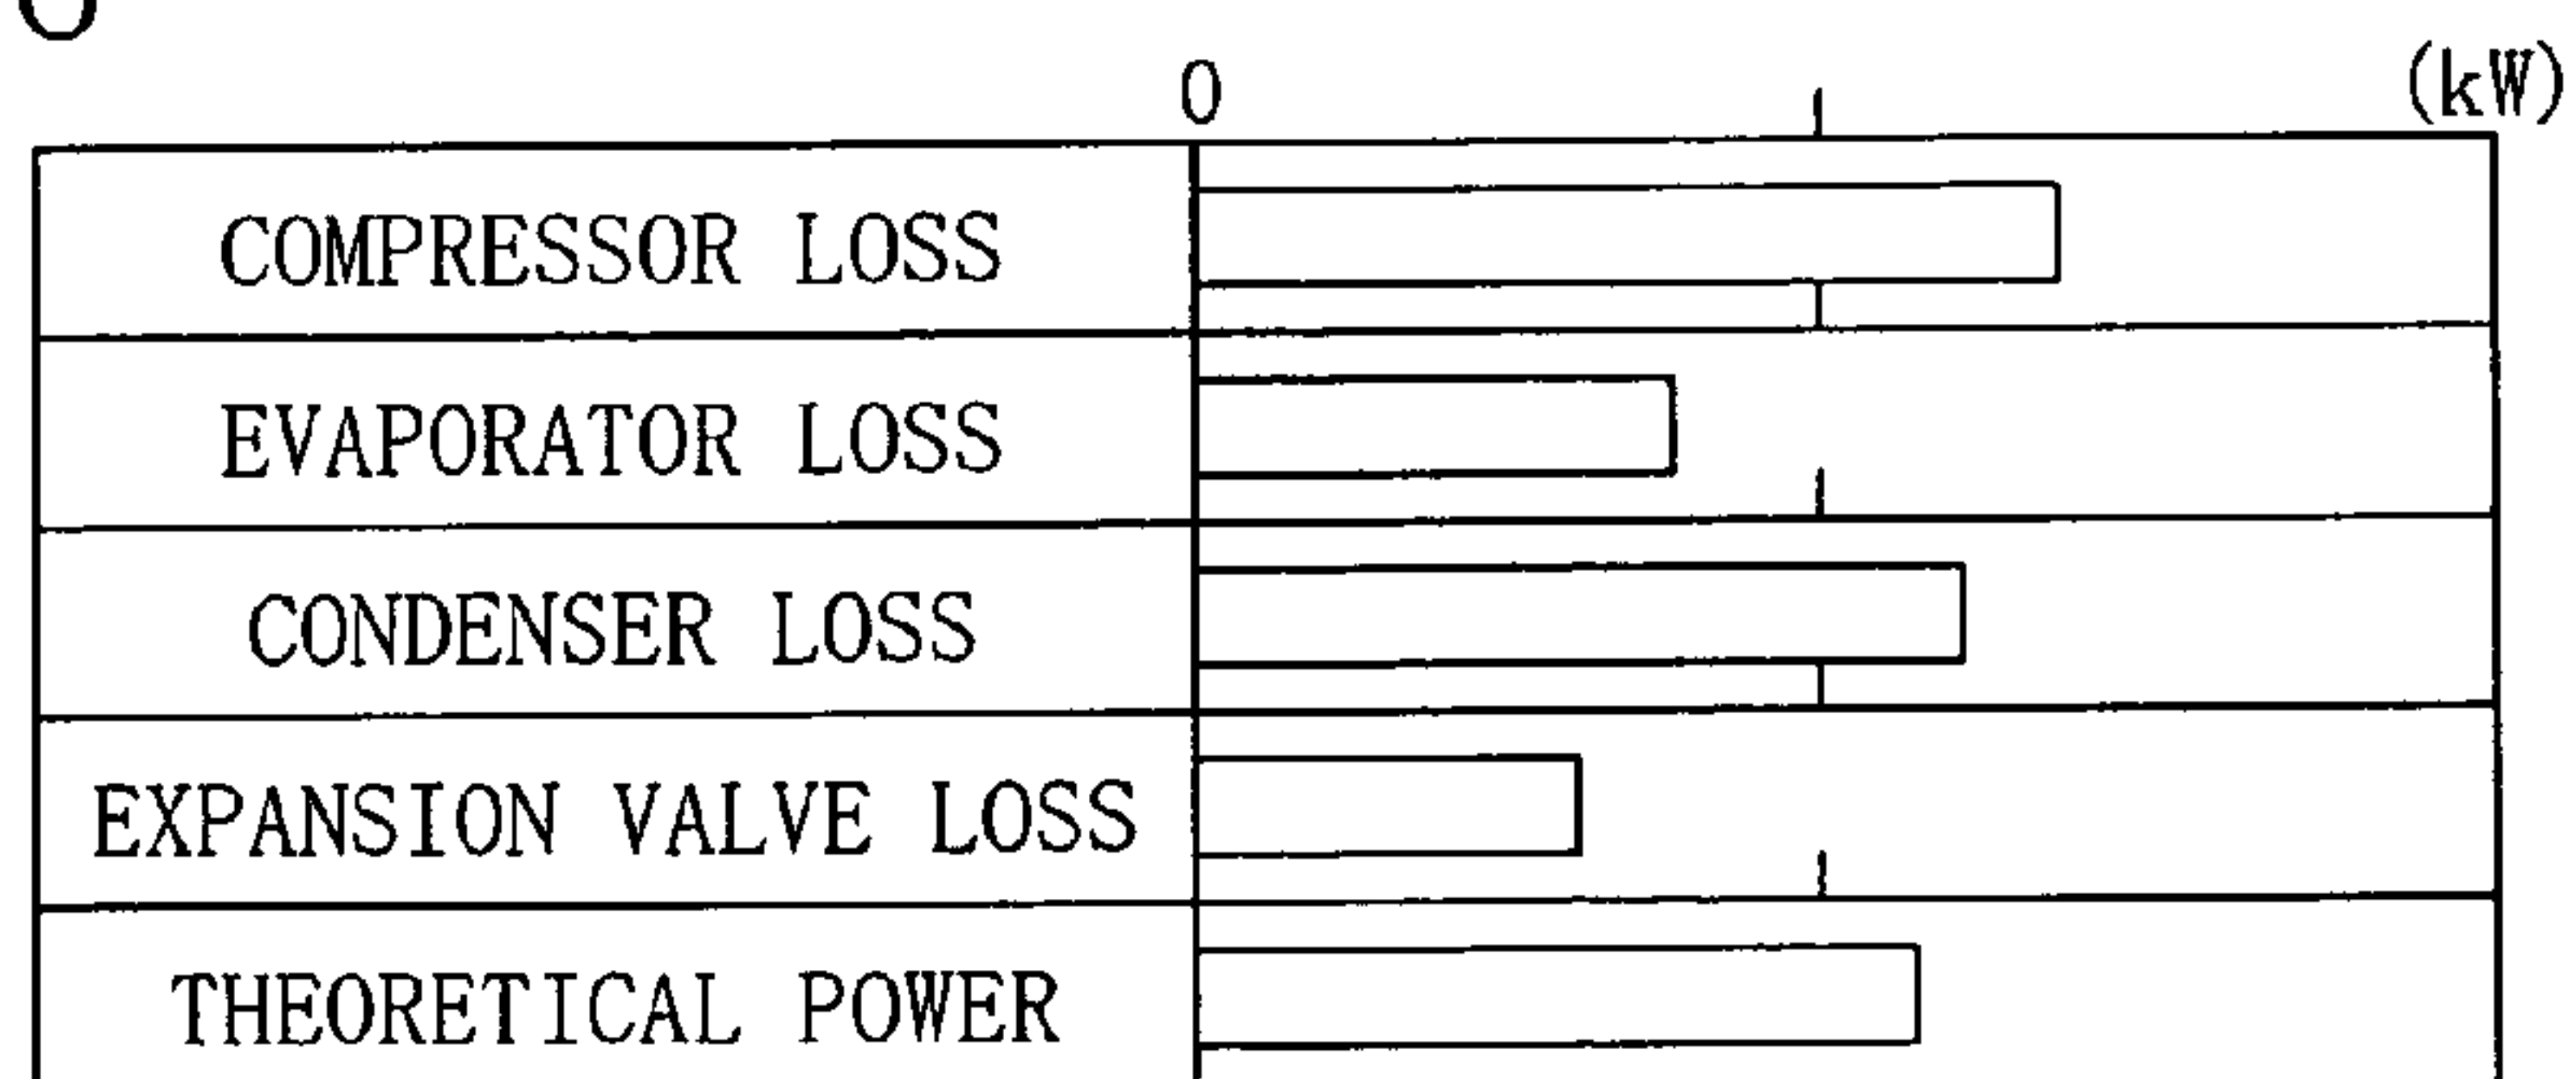 0 (kW)
COMPRESSOR LOSS
EVAPORATOR LOSS
CONDENSER LOSS
EXPANSION VALVE LOSS
THEORETICAL POWER